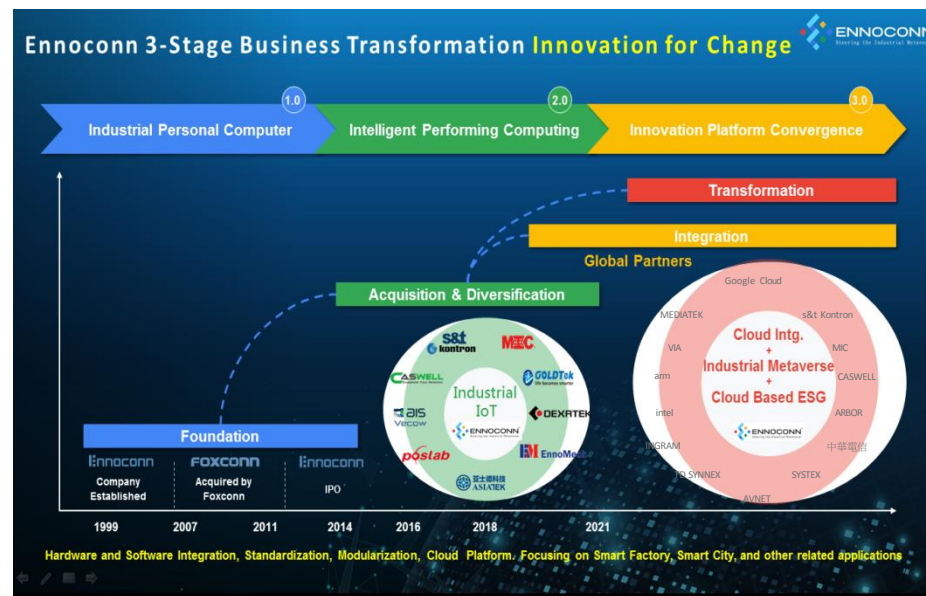 Ennoconn 3-Stage Business Transformation Innovation for Change
ENNOCONN
Steering the Industrial Metaverse
1.0
2.0
3.0
Industrial Personal Computer
Intelligent Performing Computing
Innovation Platform Convergence
Transformation
Integration
Global Partners
Acquisition & Diversification
Google Cloud
MEDIATEK
s&t Kontron
VIA
MIC
arm
CASWELL
intel
ARBOR
INGRAM
中華電信
TD SYNNEX
SYSTEX
AVNET
Cloud Intg.
+
Industrial Metaverse
+
Cloud Based ESG
ENNOCONN
s&t
kontron
CASWELL
GOLDTek
Industrial
IoT
ENNOCONN
ais
Vecow
DEXATEK
poslab
EnnoMech
亞士德科技
ASIATEK
Foundation
Ennoconn
FOXCONN
Ennoconn
Company
Established
Acquired by
Foxconn
IPO
1999
2007
2011
2014
2016
2018
2021
Hardware and Software Integration, Standardization, Modularization, Cloud Platform. Focusing on Smart Factory, Smart City, and other related applications